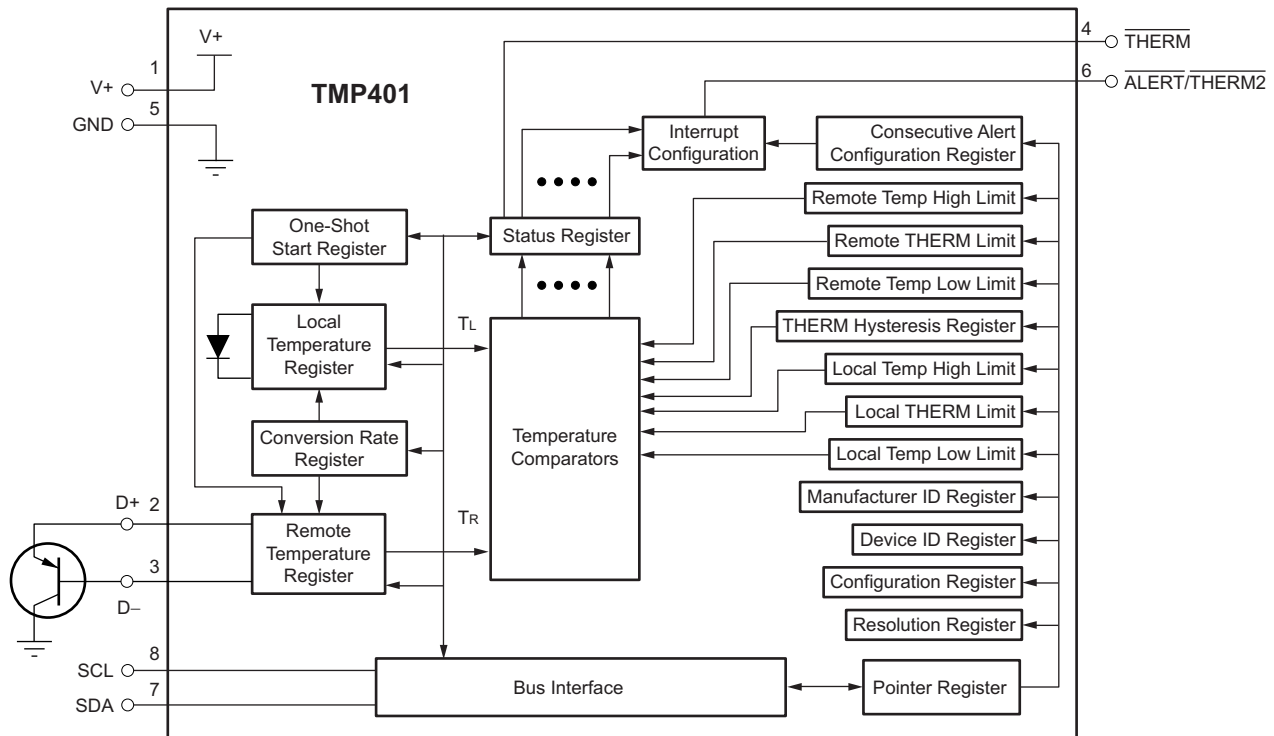 V+
1
V+
5
GND
TMP401
4
THERM
6
ALERT/THERM2
Interrupt
Configuration
Consecutive Alert
Configuration Register
Remote Temp High Limit
One-Shot
Start Register
Status Register
Remote THERM Limit
Remote Temp Low Limit
THERM Hysteresis Register
Local
Temperature
Register
TL
Local Temp High Limit
Local THERM Limit
Conversion Rate
Register
Temperature
Comparators
Local Temp Low Limit
Manufacturer ID Register
D+
2
Remote
Temperature
Register
TR
Device ID Register
3
D−
Configuration Register
Resolution Register
8
SCL
7
SDA
Bus Interface
Pointer Register